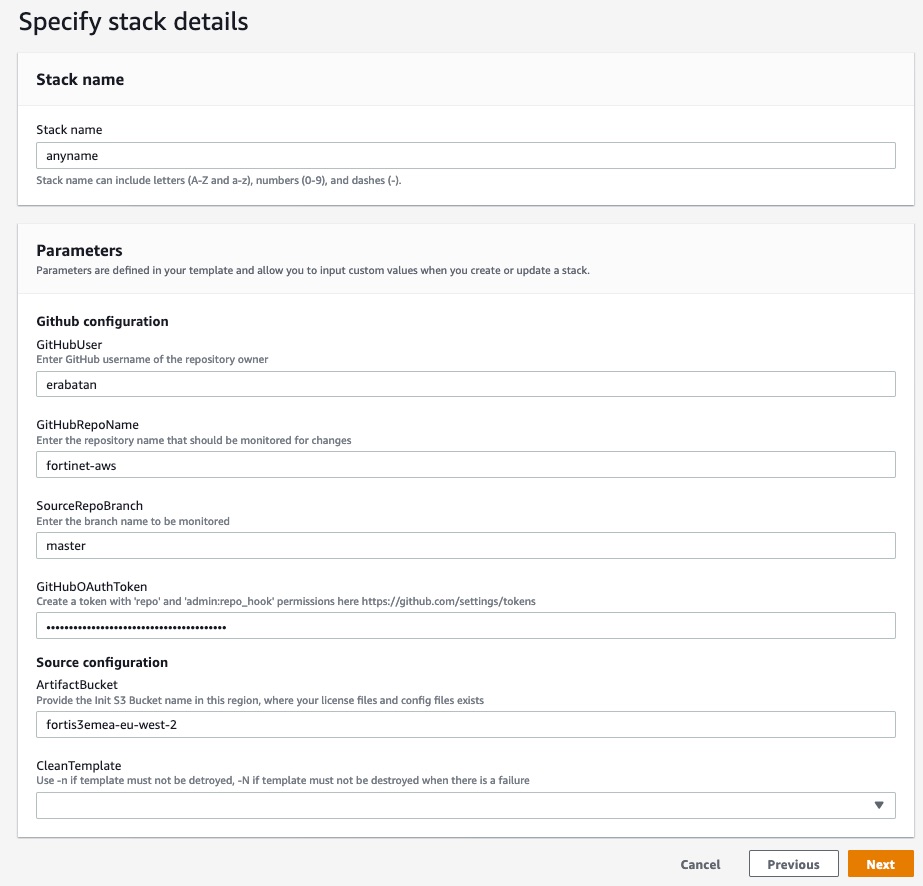 Specify stack details
Stack name
Stack name
anyname
Stack name can include letters (A-Z and a-z), numbers (0-9), and dashes (-).
Parameters
Parameters are defined in your template and allow you to input custom values when you create or update a stack.
Github configuration
GitHubUser
Enter GitHub username of the repository owner
erabatan
GitHubRepoName
Enter the repository name that should be monitored for changes
fortinet-aws
SourceRepoBranch
Enter the branch name to be monitored
master
GitHubOAuthToken
Create a token with 'repo' and 'admin:repo_hook' permissions here https://github.com/settings/tokens
••••••••••••••••••••••••••••••••••••••••
Source configuration
ArtifactBucket
Provide the Init S3 Bucket name in this region, where your license files and config files exists
fortis3emea-eu-west-2
CleanTemplate
Use -n if template must not be detroyed, -N if template must not be destroyed when there is a failure
Cancel Previous Next